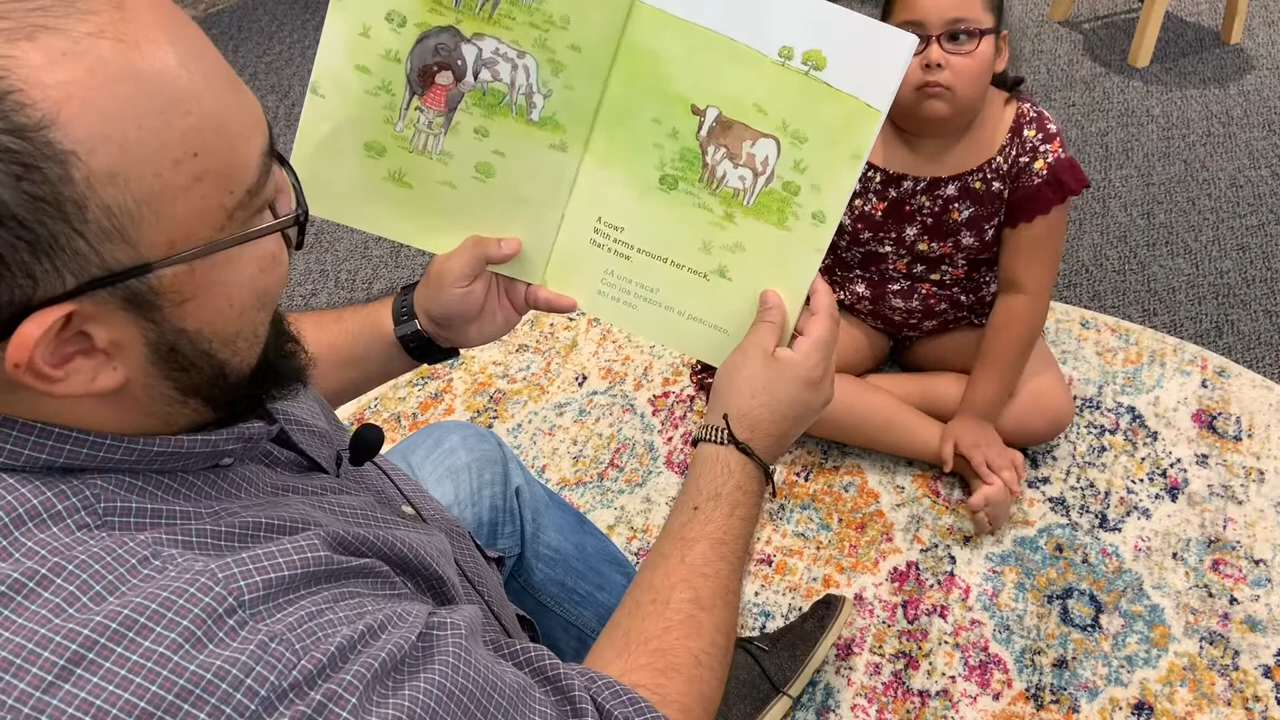 A cow?
With arms around her neck,
that's how.
¿A una vaca?
Con los brazos en el pescuezo,
así es eso.